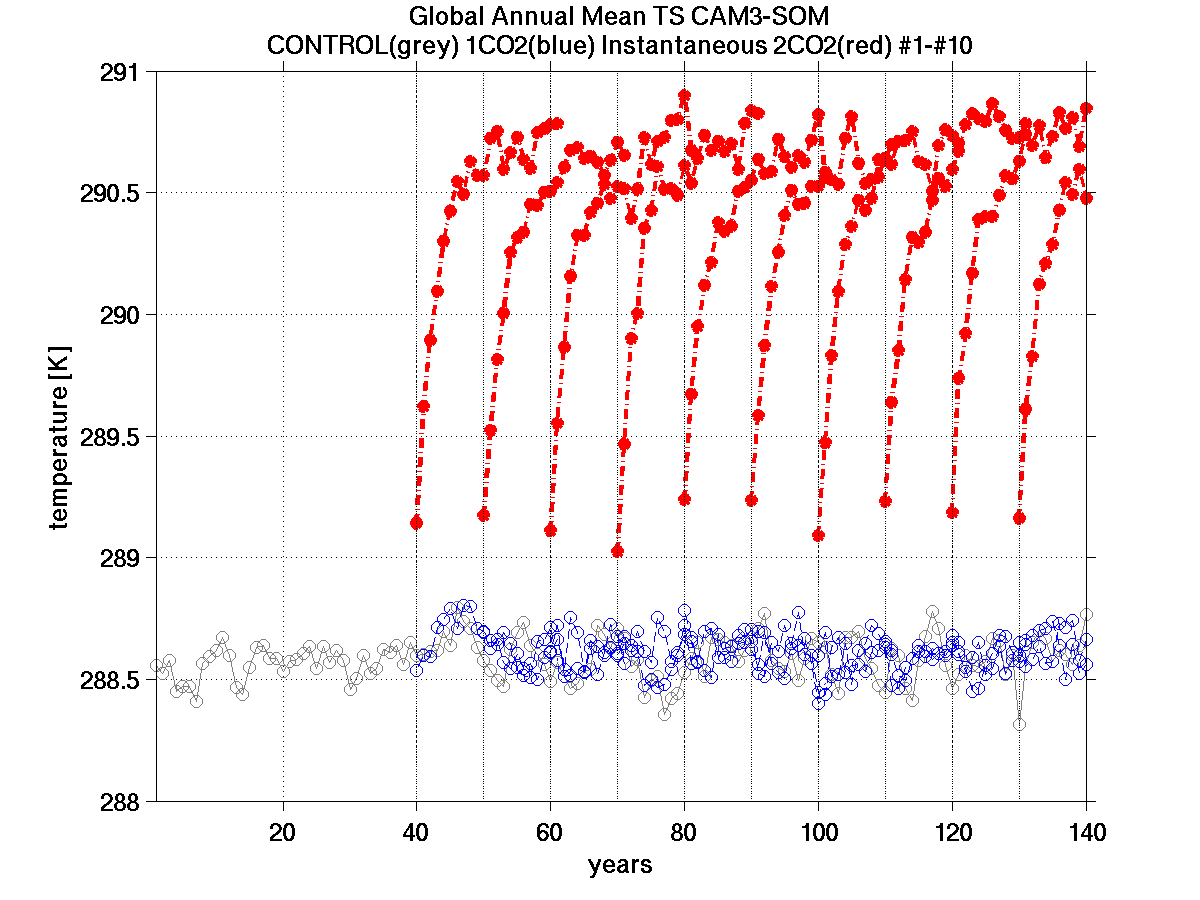 Global Annual Mean TS CAM3-SOM
CONTROL(grey) 1CO2(blue) Instantaneous 2CO2(red) #1-#10
291
290.5
290
289.5
289
288.5
288
temperature [K]
20 40 60 80 100 120 140
years